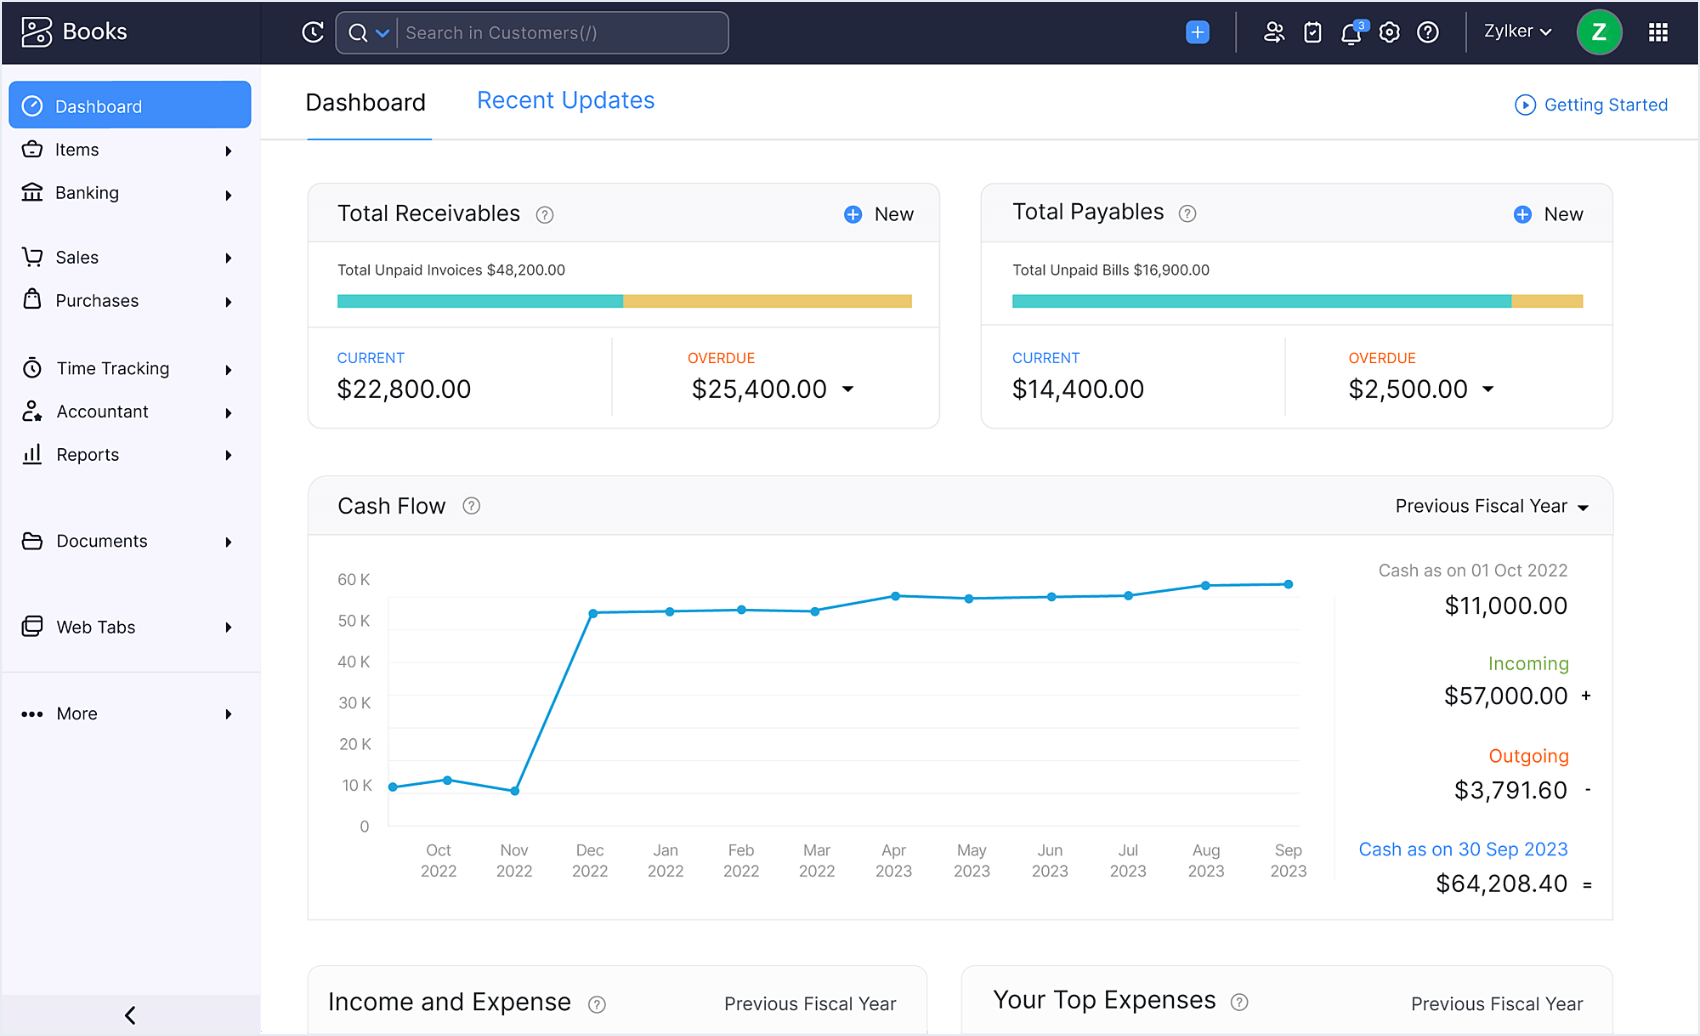 Books
Search in Customers(/)
3
Zylker
Z
Dashboard
Items
Banking
Sales
Purchases
Time Tracking
Accountant
Reports
Documents
Web Tabs
More
Dashboard
Recent Updates
Getting Started
Total Receivables
New
Total Unpaid Invoices $48,200.00
CURRENT
$22,800.00
OVERDUE
$25,400.00
Total Payables
New
Total Unpaid Bills $16,900.00
CURRENT
$14,400.00
OVERDUE
$2,500.00
Cash Flow
Previous Fiscal Year
60 K
50 K
40 K
30 K
20 K
10 K
0
Oct
2022
Nov
2022
Dec
2022
Jan
2022
Feb
2022
Mar
2022
Apr
2023
May
2023
Jun
2023
Jul
2023
Aug
2023
Sep
2023
Cash as on 01 Oct 2022
$11,000.00
Incoming
$57,000.00 +
Outgoing
$3,791.60 -
Cash as on 30 Sep 2023
$64,208.40 =
Income and Expense
Previous Fiscal Year
Your Top Expenses
Previous Fiscal Year